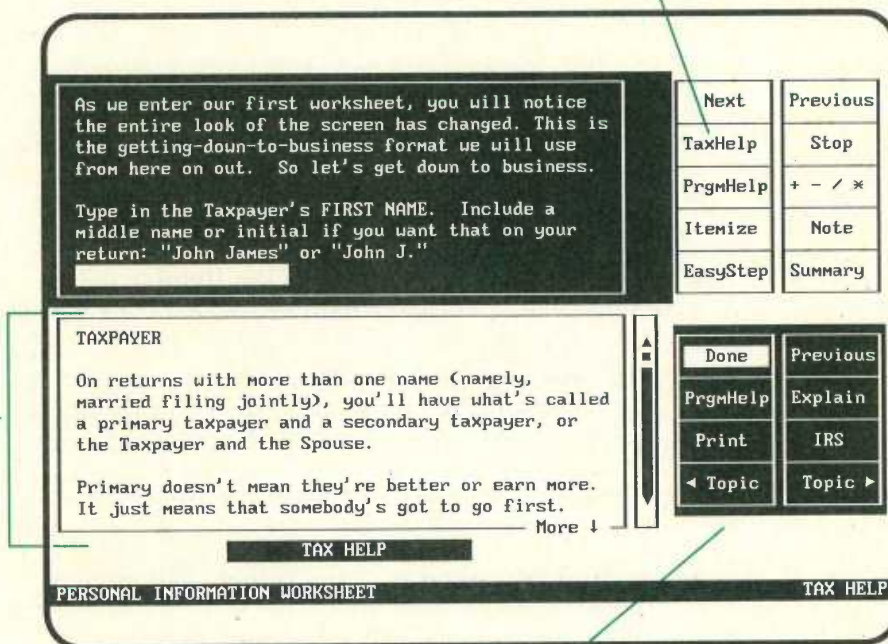 As we enter our first worksheet, you will notice
the entire look of the screen has changed. This is
the getting-down-to-business format we will use
from here on out.  So let's get down to business.
Type in the Taxpayer's FIRST NAME.  Include a
middle name or initial if you want that on your
return: "John James" or "John J."
Next Previous
TaxHelp Stop
PrgmHelp + - / *
Itemize Note
EasyStep Summary
TAXPAYER
On returns with more than one name (namely,
married filing jointly), you'll have what's called
a primary taxpayer and a secondary taxpayer, or
the Taxpayer and the Spouse.
Primary doesn't mean they're better or earn more.
It just means that somebody's got to go first.
More ↓
Done Previous
PrgmHelp Explain
Print IRS
◄ Topic Topic ►
TAX HELP
PERSONAL INFORMATION WORKSHEET TAX HELP